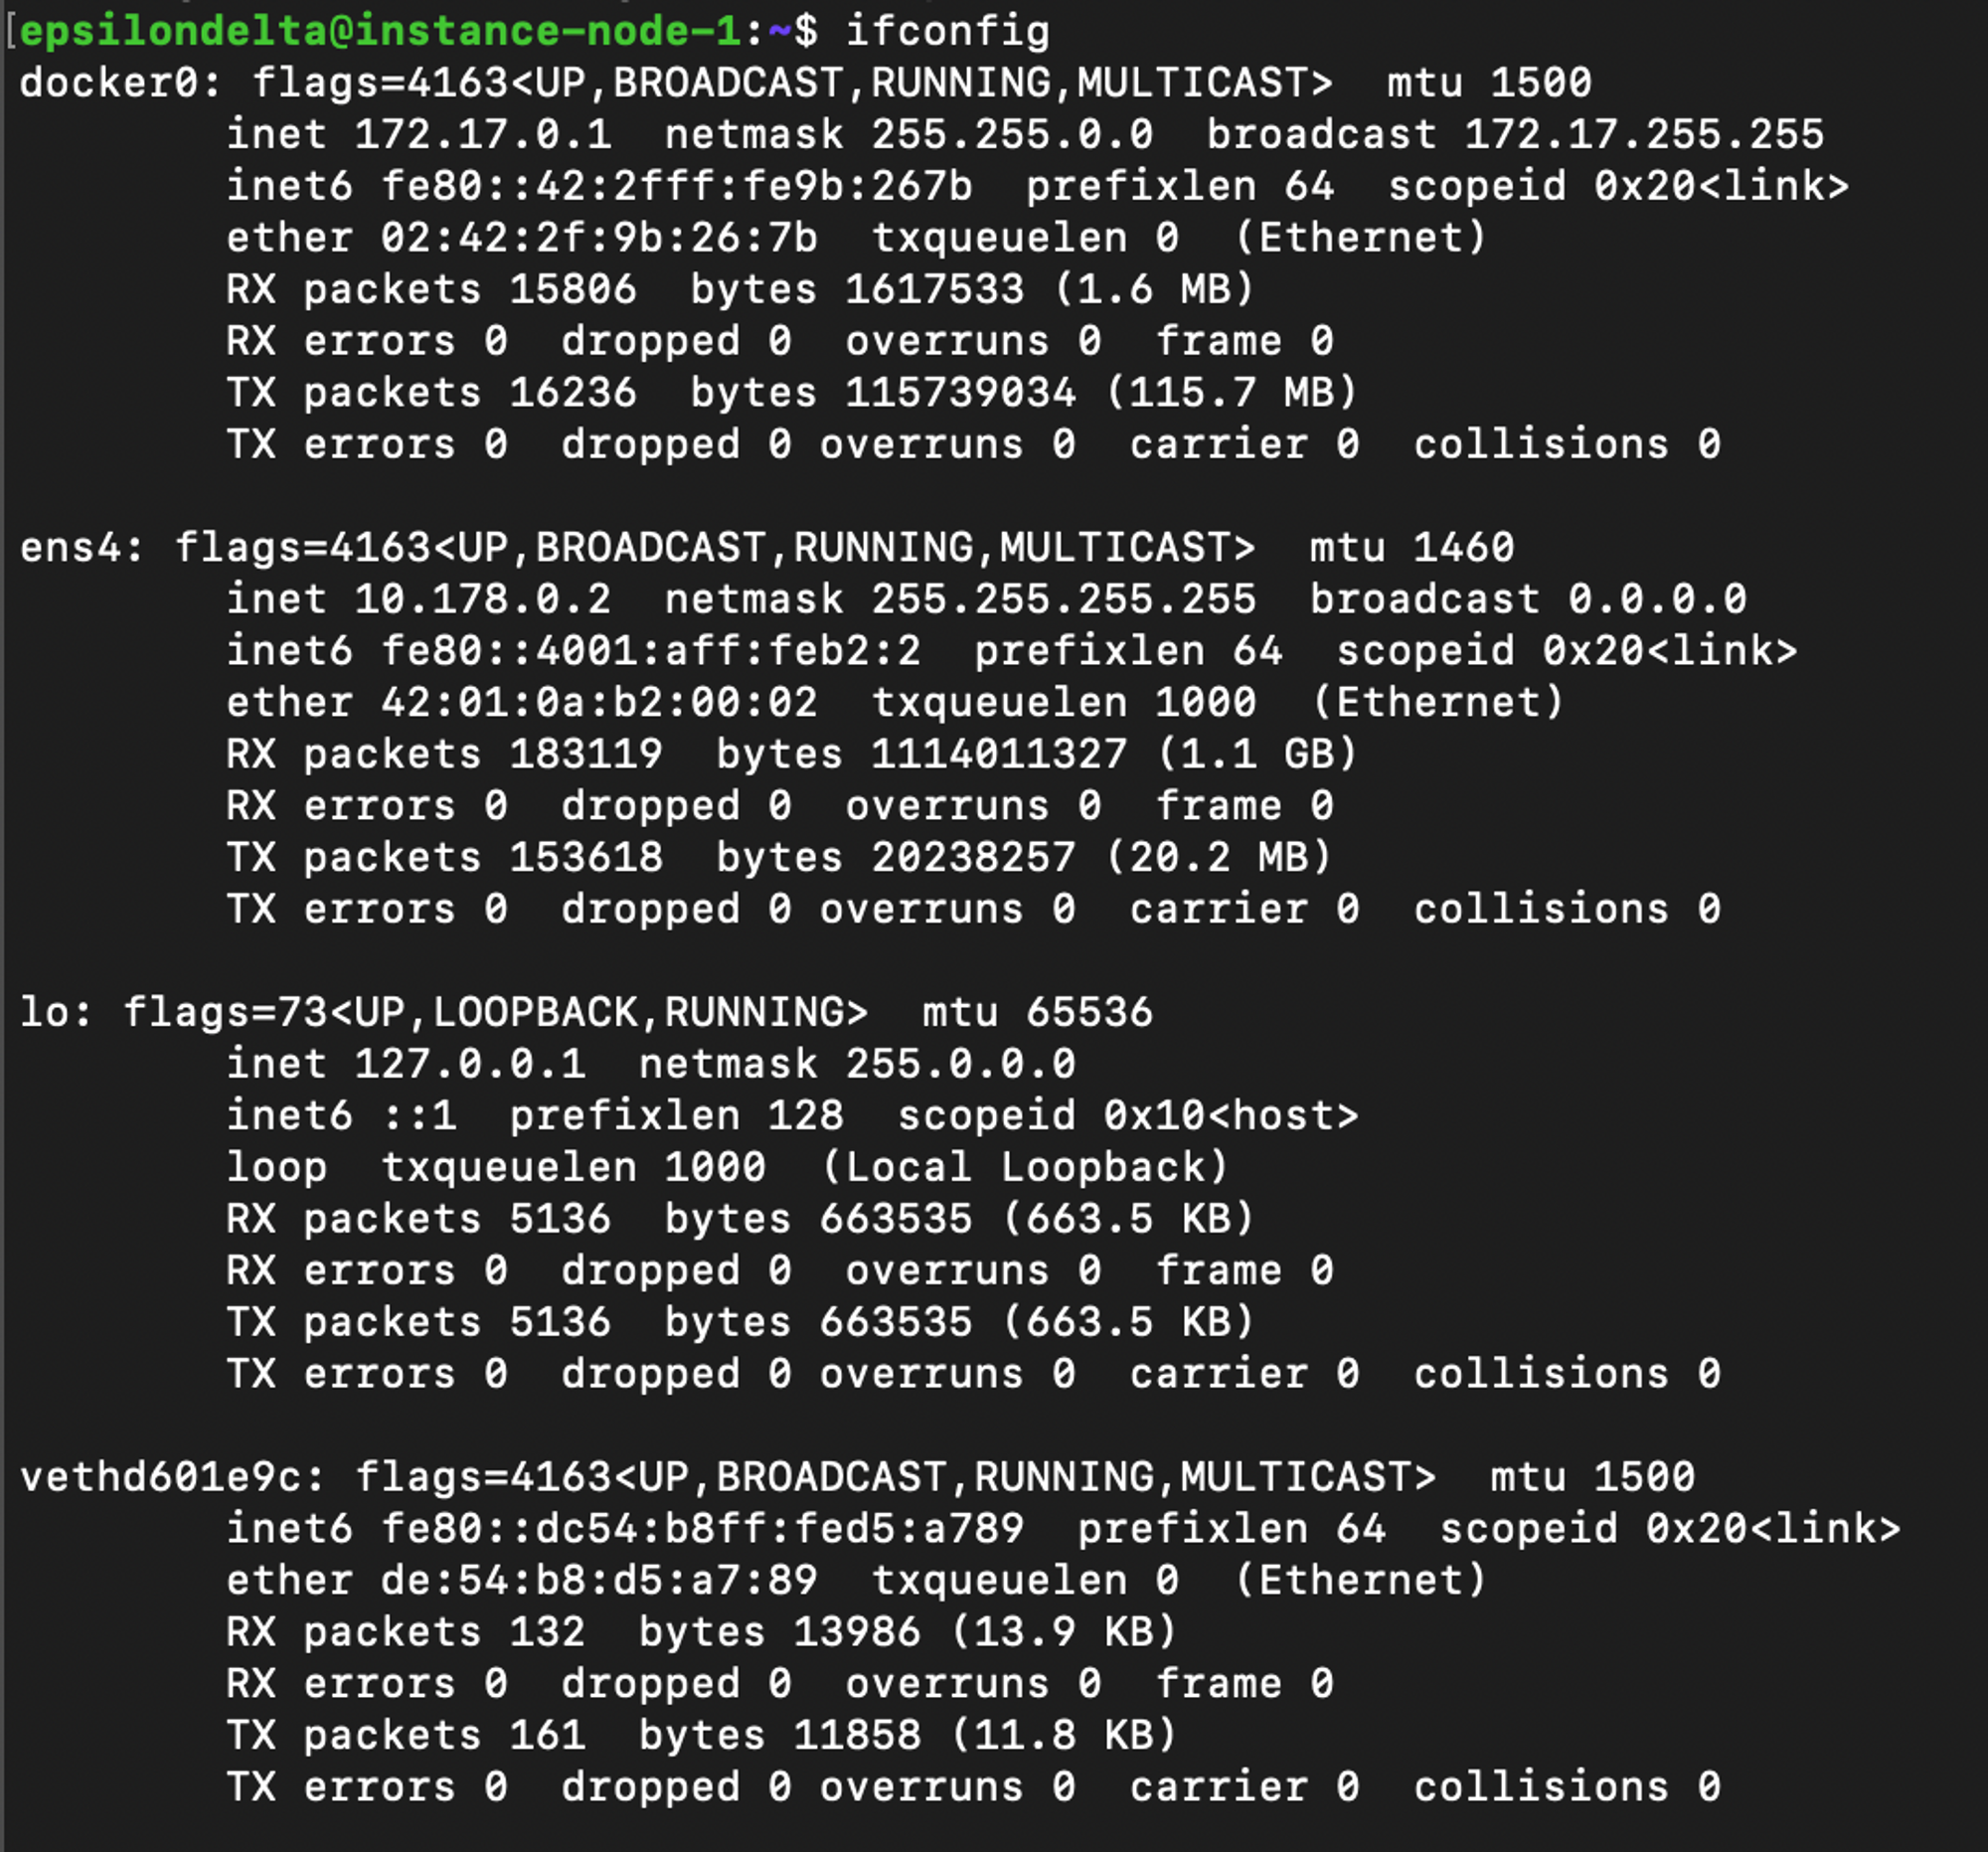 [epsilondelta@instance-node-1:~$ ifconfig
docker0: flags=4163<UP,BROADCAST,RUNNING,MULTICAST>  mtu 1500
        inet 172.17.0.1  netmask 255.255.0.0  broadcast 172.17.255.255
        inet6 fe80::42:2fff:fe9b:267b  prefixlen 64  scopeid 0x20<link>
        ether 02:42:2f:9b:26:7b  txqueuelen 0  (Ethernet)
        RX packets 15806  bytes 1617533 (1.6 MB)
        RX errors 0  dropped 0  overruns 0  frame 0
        TX packets 16236  bytes 115739034 (115.7 MB)
        TX errors 0  dropped 0 overruns 0  carrier 0  collisions 0

ens4: flags=4163<UP,BROADCAST,RUNNING,MULTICAST>  mtu 1460
        inet 10.178.0.2  netmask 255.255.255.255  broadcast 0.0.0.0
        inet6 fe80::4001:aff:feb2:2  prefixlen 64  scopeid 0x20<link>
        ether 42:01:0a:b2:00:02  txqueuelen 1000  (Ethernet)
        RX packets 183119  bytes 1114011327 (1.1 GB)
        RX errors 0  dropped 0  overruns 0  frame 0
        TX packets 153618  bytes 20238257 (20.2 MB)
        TX errors 0  dropped 0 overruns 0  carrier 0  collisions 0

lo: flags=73<UP,LOOPBACK,RUNNING>  mtu 65536
        inet 127.0.0.1  netmask 255.0.0.0
        inet6 ::1  prefixlen 128  scopeid 0x10<host>
        loop  txqueuelen 1000  (Local Loopback)
        RX packets 5136  bytes 663535 (663.5 KB)
        RX errors 0  dropped 0  overruns 0  frame 0
        TX packets 5136  bytes 663535 (663.5 KB)
        TX errors 0  dropped 0 overruns 0  carrier 0  collisions 0

vethd601e9c: flags=4163<UP,BROADCAST,RUNNING,MULTICAST>  mtu 1500
        inet6 fe80::dc54:b8ff:fed5:a789  prefixlen 64  scopeid 0x20<link>
        ether de:54:b8:d5:a7:89  txqueuelen 0  (Ethernet)
        RX packets 132  bytes 13986 (13.9 KB)
        RX errors 0  dropped 0  overruns 0  frame 0
        TX packets 161  bytes 11858 (11.8 KB)
        TX errors 0  dropped 0 overruns 0  carrier 0  collisions 0